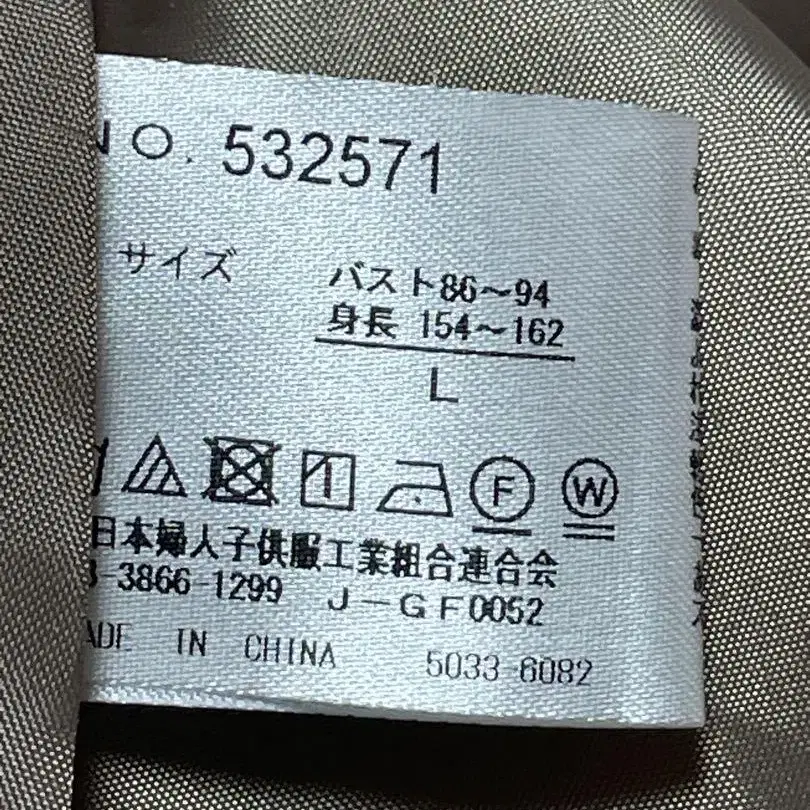 NO. 532571
サイズ
バスト86～94
身長 154～162
L
F W
日本婦人子供服工業組合連合会
3-3866-1299 J-GF0052
MADE IN CHINA 5033-6082